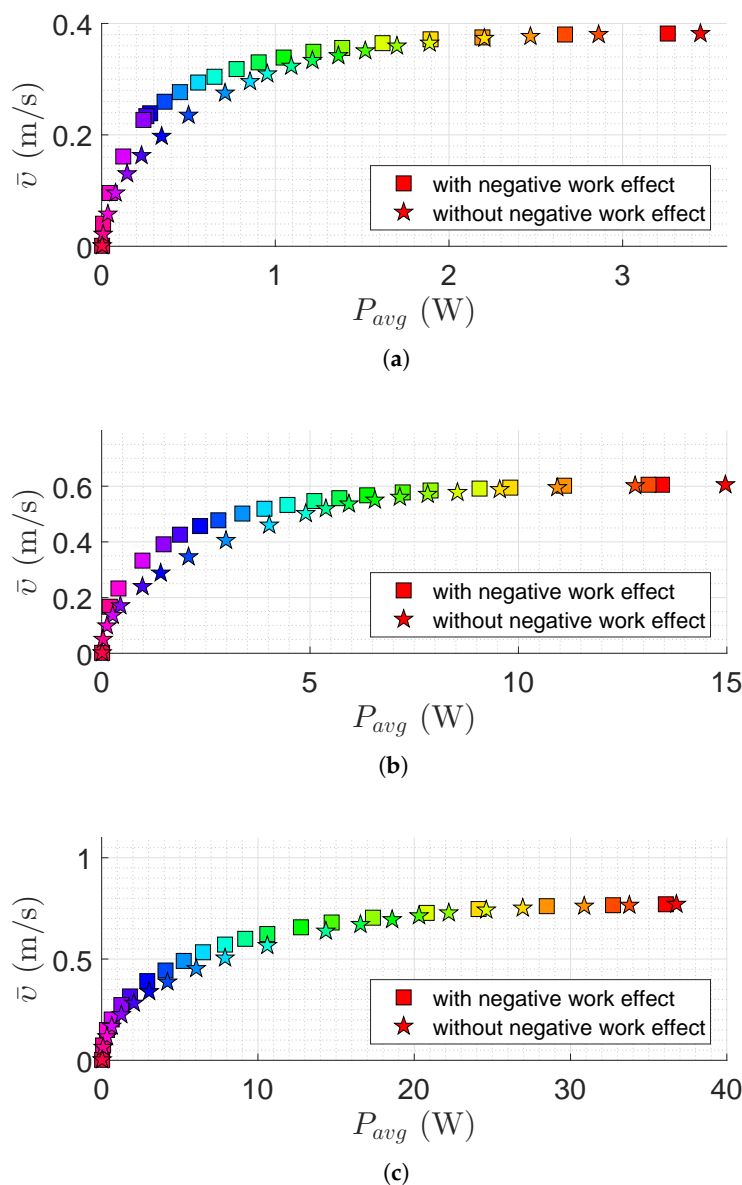 0.4
0.2
0
v̄ (m/s)
with negative work effect
without negative work effect
0 1 2 3
P_avg (W)
(a)
0.6
0.4
0.2
0
v̄ (m/s)
with negative work effect
without negative work effect
0 5 10 15
P_avg (W)
(b)
1
0.5
0
v̄ (m/s)
with negative work effect
without negative work effect
0 10 20 30 40
P_avg (W)
(c)